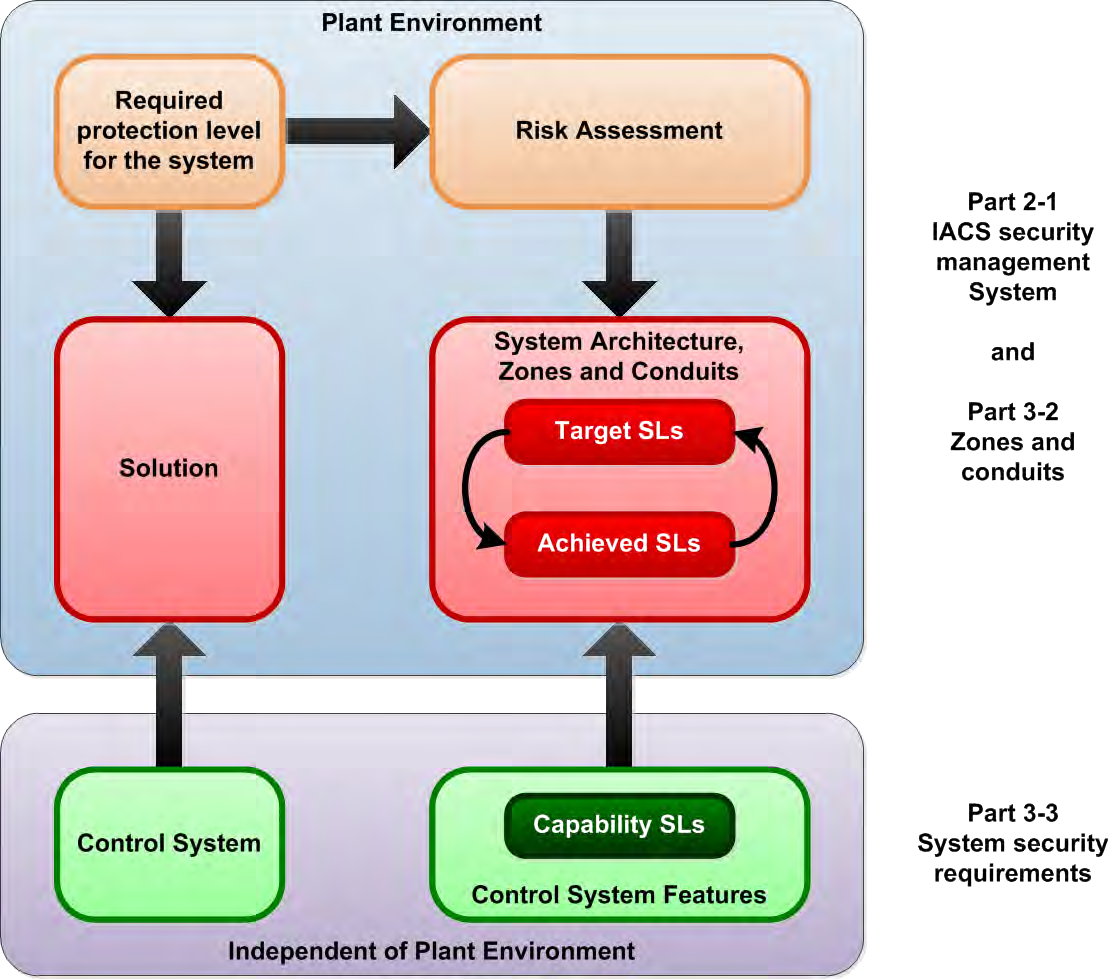 Plant Environment
Required
protection level
for the system
Risk Assessment
Part 2-1
IACS security
management
System
and
Part 3-2
Zones and
conduits
Solution
System Architecture,
Zones and Conduits
Target SLs
Achieved SLs
Control System
Capability SLs
Control System Features
Independent of Plant Environment
Part 3-3
System security
requirements